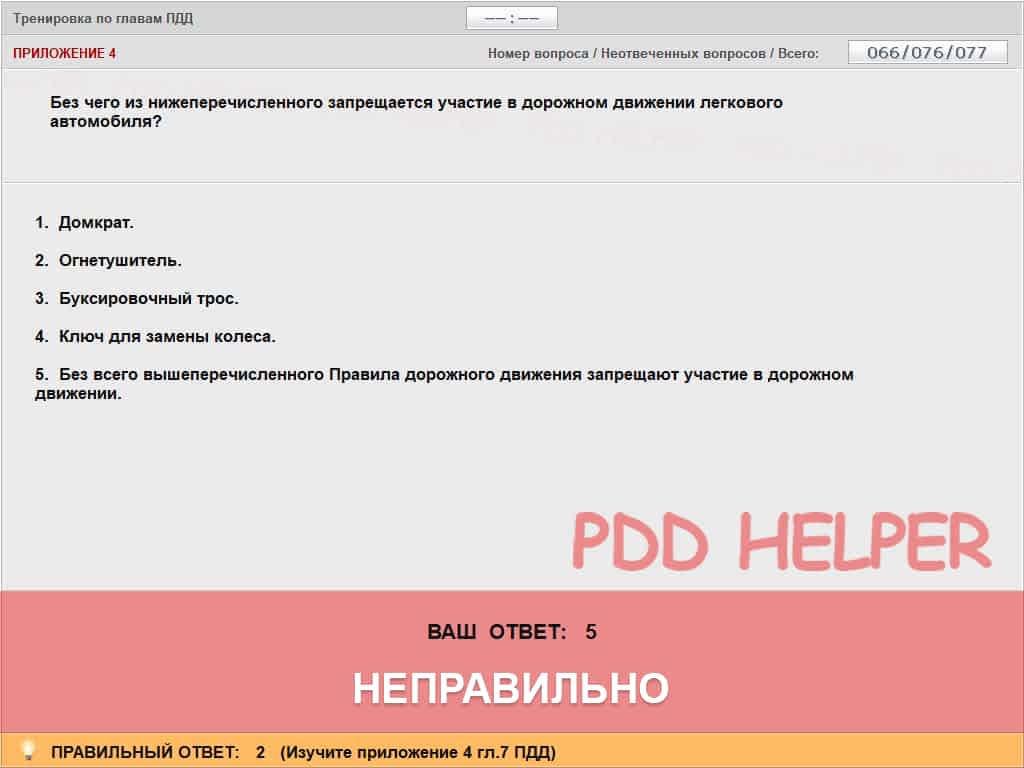 Тренировка по главам ПДД
—— : ——
ПРИЛОЖЕНИЕ 4
Номер вопроса / Неотвеченных вопросов / Всего:
066/076/077
Без чего из нижеперечисленного запрещается участие в дорожном движении легкового
автомобиля?
1. Домкрат.
2. Огнетушитель.
3. Буксировочный трос.
4. Ключ для замены колеса.
5. Без всего вышеперечисленного Правила дорожного движения запрещают участие в дорожном
движении.
PDD HELPER
ВАШ ОТВЕТ: 5
НЕПРАВИЛЬНО
ПРАВИЛЬНЫЙ ОТВЕТ: 2 (Изучите приложение 4 гл.7 ПДД)